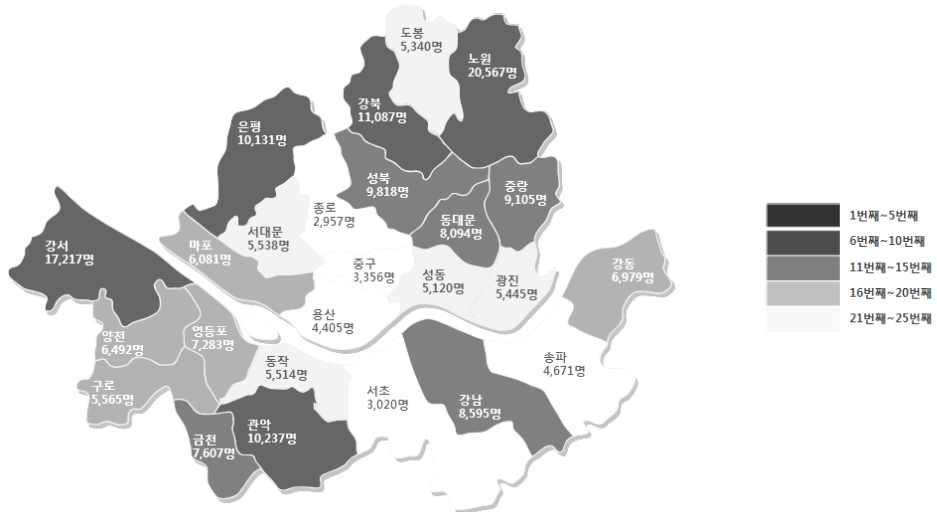 도봉
5,340명
노원
20,567명
강북
11,087명
은평
10,131명
성북
9,818명
중랑
9,105명
종로
2,957명
동대문
8,094명
서대문
5,538명
마포
6,081명
강서
17,217명
중구
3,356명
성동
5,120명
광진
5,445명
강동
6,979명
용산
4,405명
양천
6,492명
영등포
7,283명
동작
5,514명
송파
4,671명
구로
5,565명
서초
3,020명
강남
8,595명
관악
10,237명
금천
7,607명
1번째~5번째
6번째~10번째
11번째~15번째
16번째~20번째
21번째~25번째